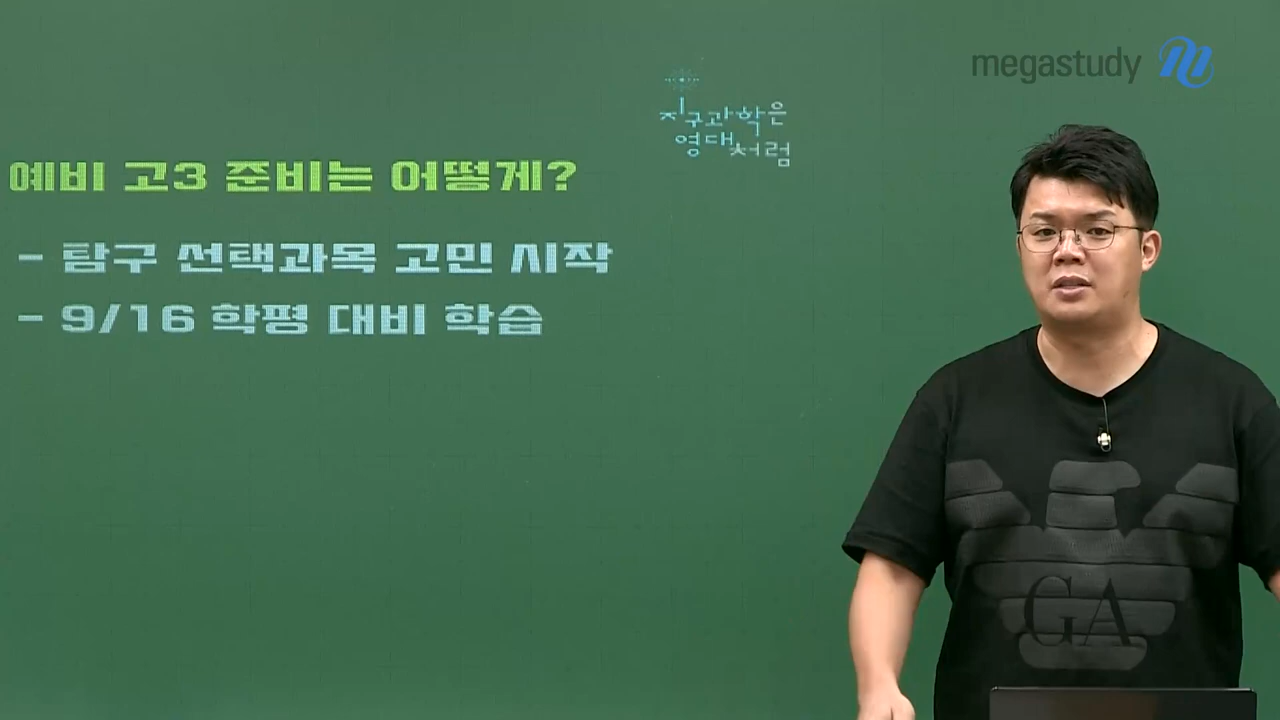 megastudy
지구과학은
영대처럼
예비 고3 준비는 어떻게?
- 탐구 선택과목 고민 시작
- 9/16 학평 대비 학습
GA